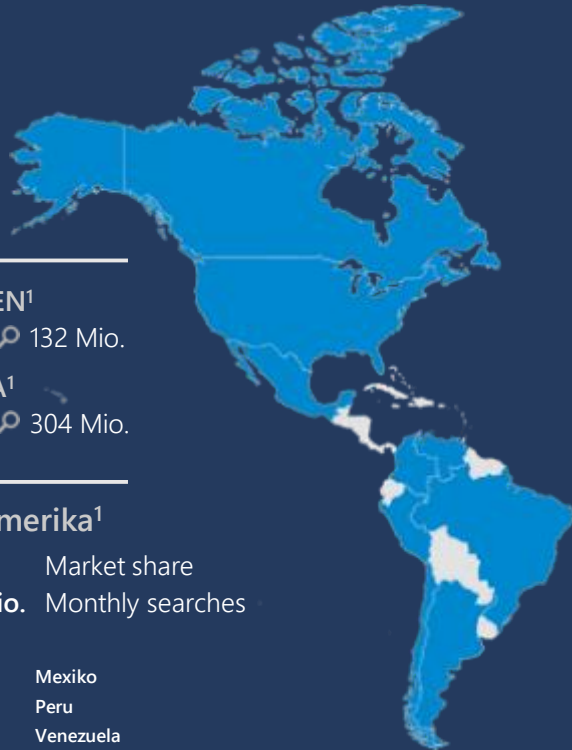 EN¹
132 Mio.
A¹
304 Mio.
merika¹
Market share
io. Monthly searches
Mexiko
Peru
Venezuela